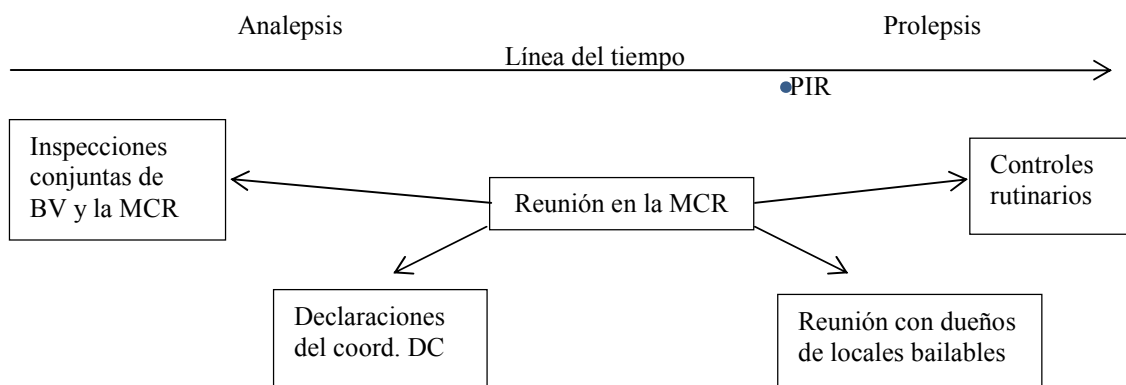 Analepsis
Prolepsis
Línea del tiempo
PIR
Inspecciones
conjuntas de
BV y la MCR
Reunión en la MCR
Controles
rutinarios
Declaraciones
del coord. DC
Reunión con dueños
de locales bailables